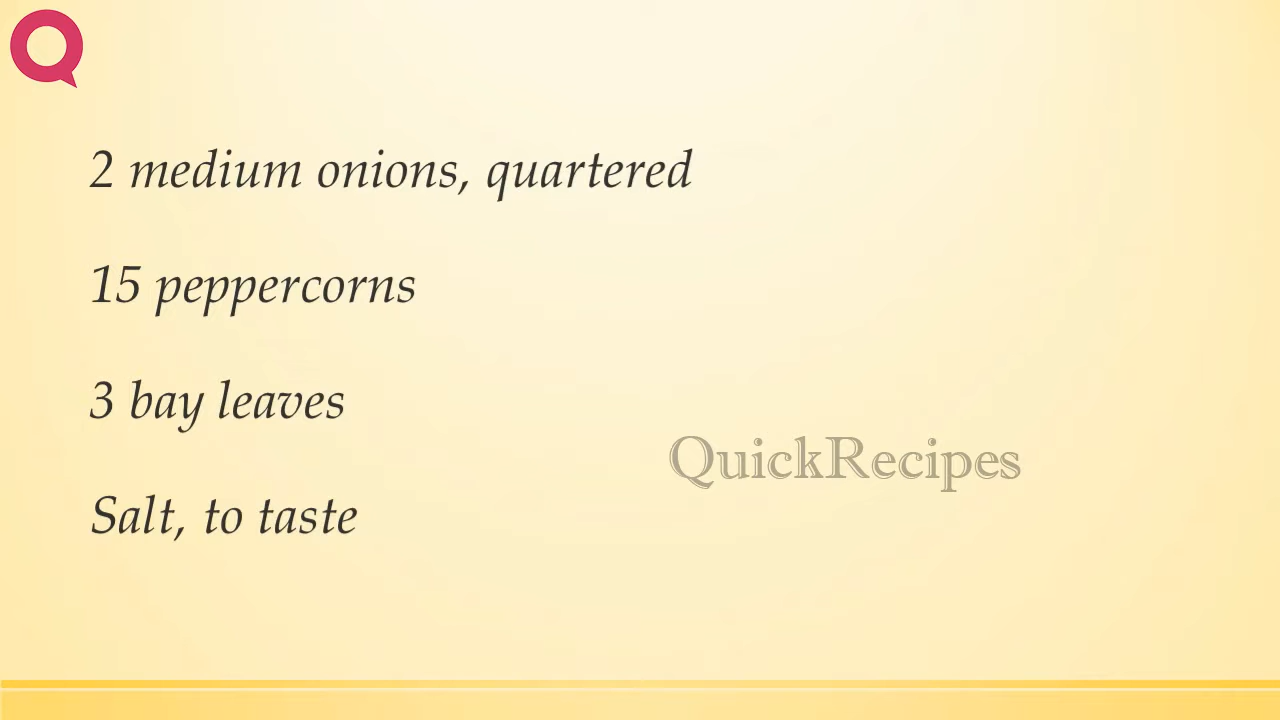 2 medium onions, quartered
15 peppercorns
3 bay leaves
QuickRecipes
Salt, to taste